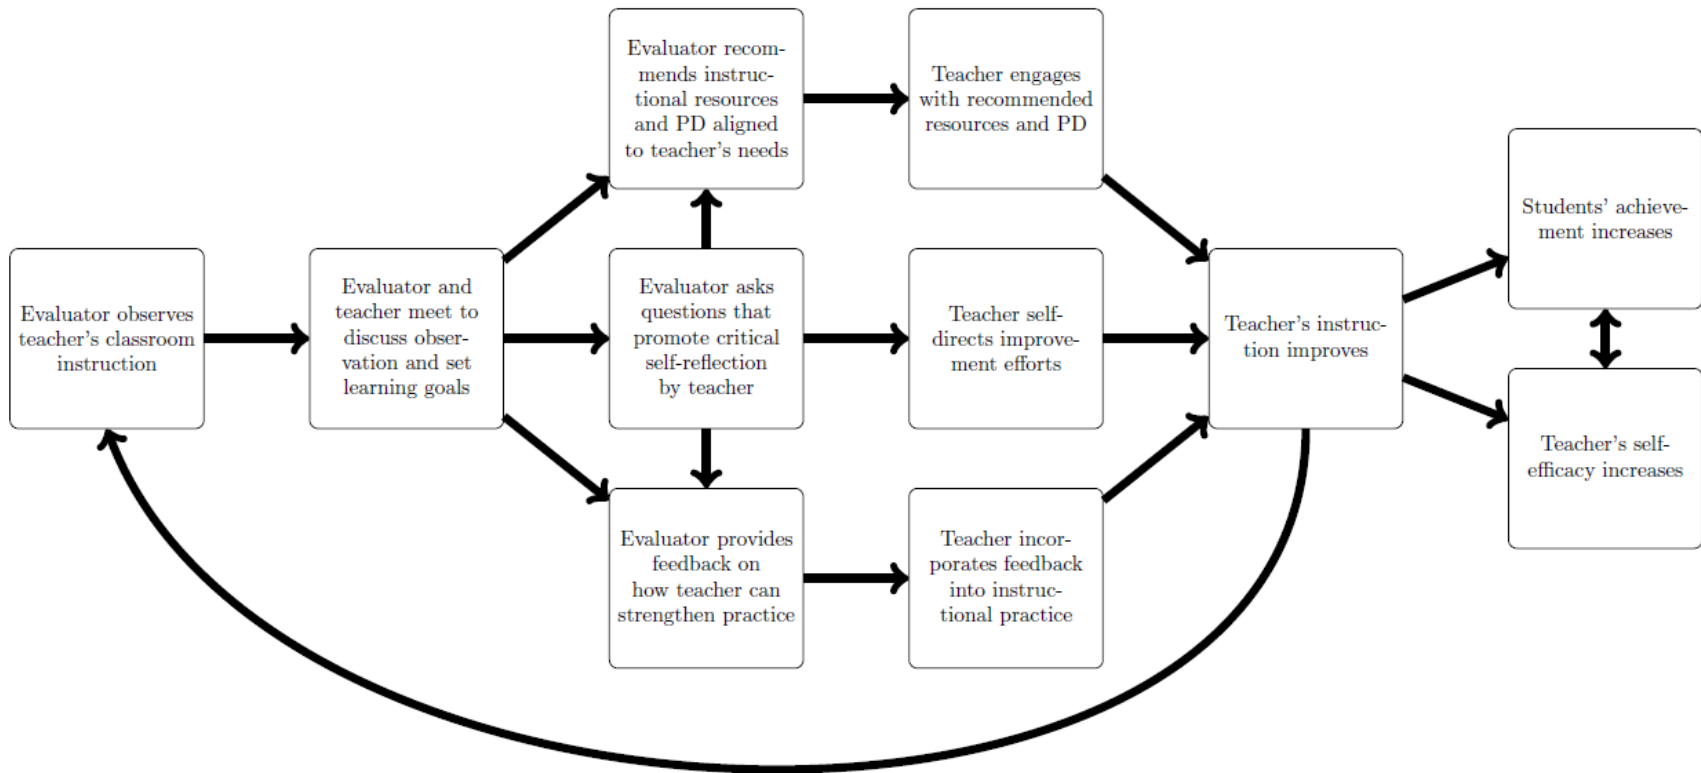 Evaluator observes
teacher's classroom
instruction
Evaluator and
teacher meet to
discuss obser-
vation and set
learning goals
Evaluator recom-
mends instruc-
tional resources
and PD aligned
to teacher's needs
Evaluator asks
questions that
promote critical
self-reflection
by teacher
Evaluator provides
feedback on
how teacher can
strengthen practice
Teacher engages
with recommended
resources and PD
Teacher self-
directs improve-
ment efforts
Teacher incor-
porates feedback
into instruc-
tional practice
Teacher's instruc-
tion improves
Students' achieve-
ment increases
Teacher's self-
efficacy increases